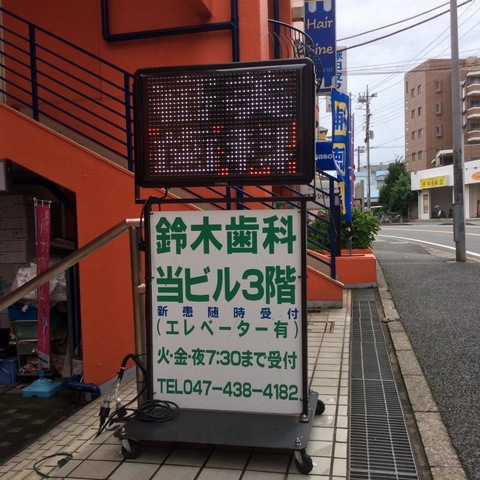 Hair
鈴木歯科
当ビル3階
新患随時受付
(エレベーター有)
火・金・夜7:30まで受付
TEL047-438-4182